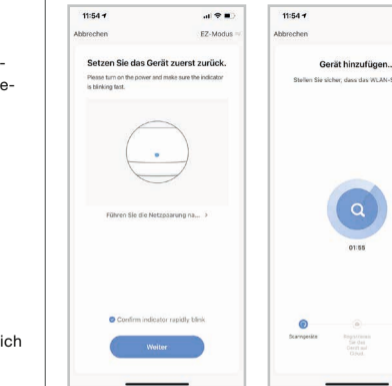 -
e-
ich
11:54
Abbrechen
EZ-Modus
Setzen Sie das Gerät zuerst zurück.
Please turn on the power and make sure the indicator
is blinking fast.
Führen Sie die Netzpaarung na... >
Confirm indicator rapidly blink
Weiter
11:54
Abbrechen
Gerät hinzufügen..
Stellen Sie sicher, dass das WLAN-S
01:55